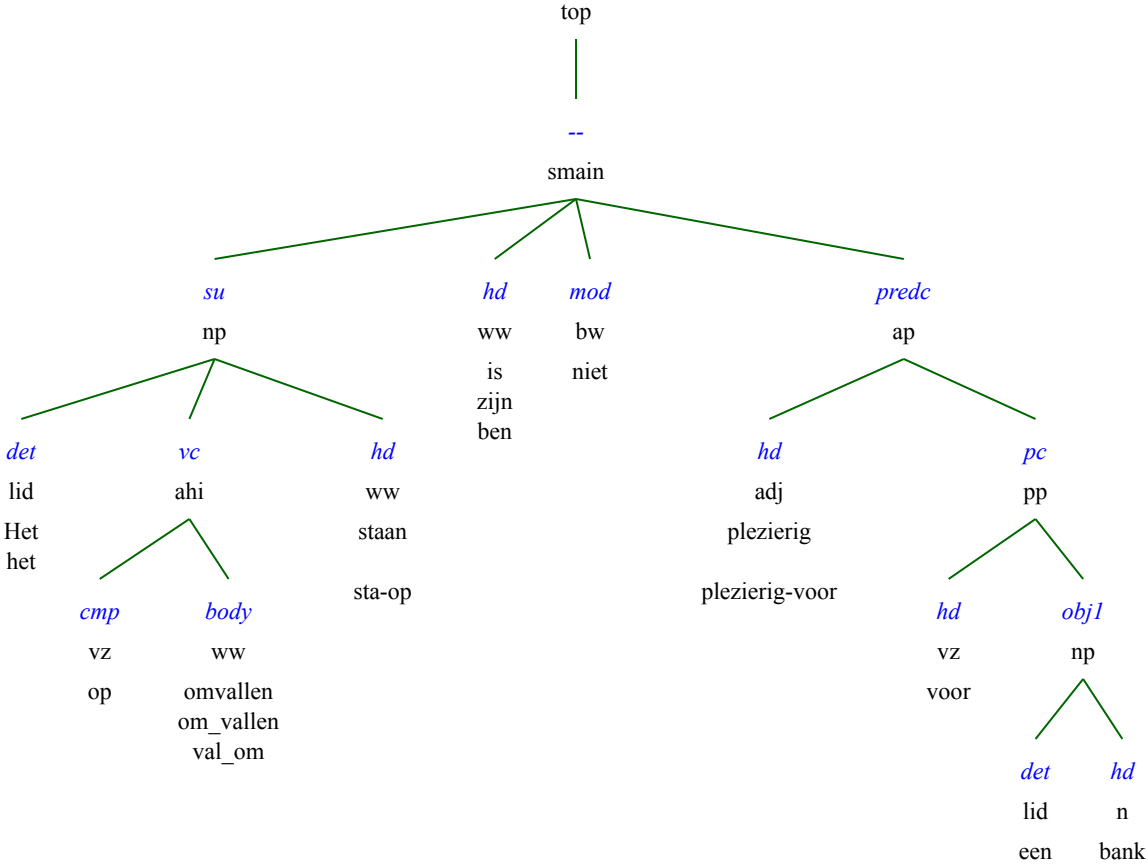 top
--
smain
su hd mod predc
np ww bw ap
is niet
zijn
ben
det vc hd hd pc
lid ahi ww adj pp
Het staan plezierig
het
sta-op plezierig-voor
cmp body hd obj1
vz ww vz np
op omvallen voor
om_vallen
val_om
det hd
lid n
een bank